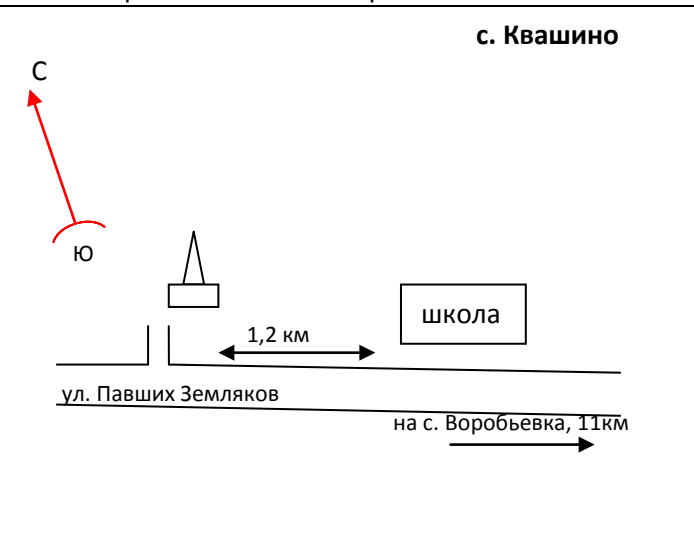 с. Квашино
С
Ю
школа
1,2 км
ул. Павших Земляков
на с. Воробьевка, 11км